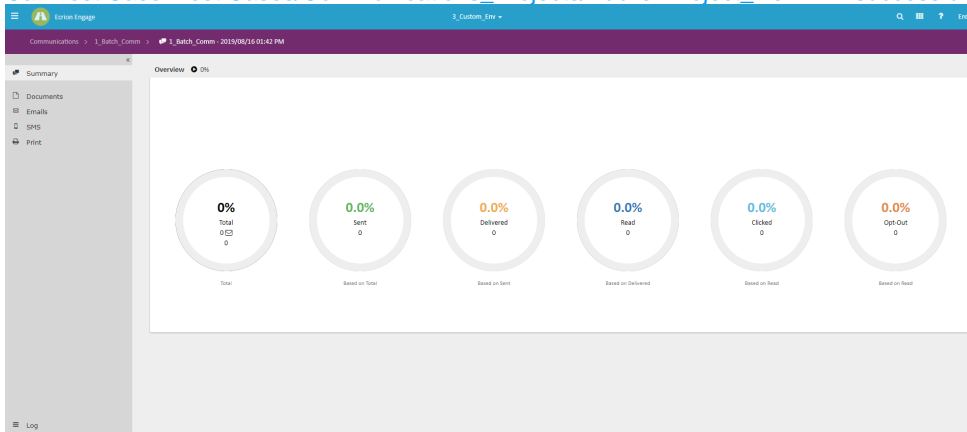 Ecrion Engage
3_Custom_Env
?
Communications > 1_Batch_Comm > 1_Batch_Comm - 2019/08/16 01:42 PM
«
Summary
Documents
Emails
SMS
Print
Log
Overview 0%
0%
Total
0
0
Total
0.0%
Sent
0
Based on Total
0.0%
Delivered
0
Based on Sent
0.0%
Read
0
Based on Delivered
0.0%
Clicked
0
Based on Read
0.0%
Opt-Out
0
Based on Read